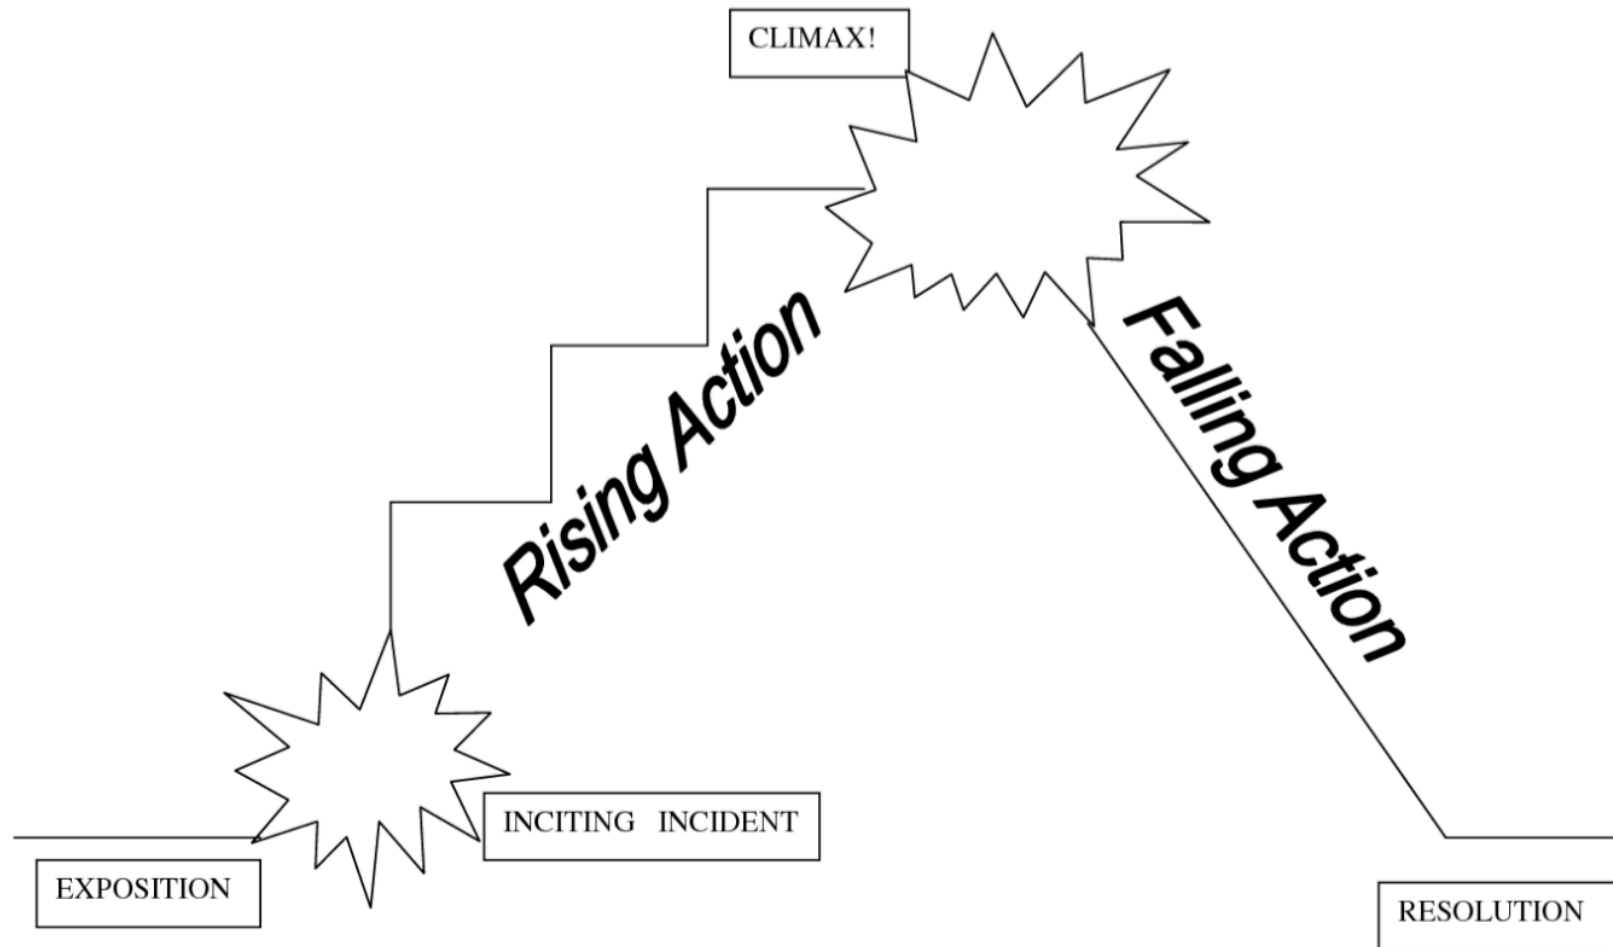 CLIMAX!
Rising Action
Falling Action
INCITING INCIDENT
EXPOSITION
RESOLUTION